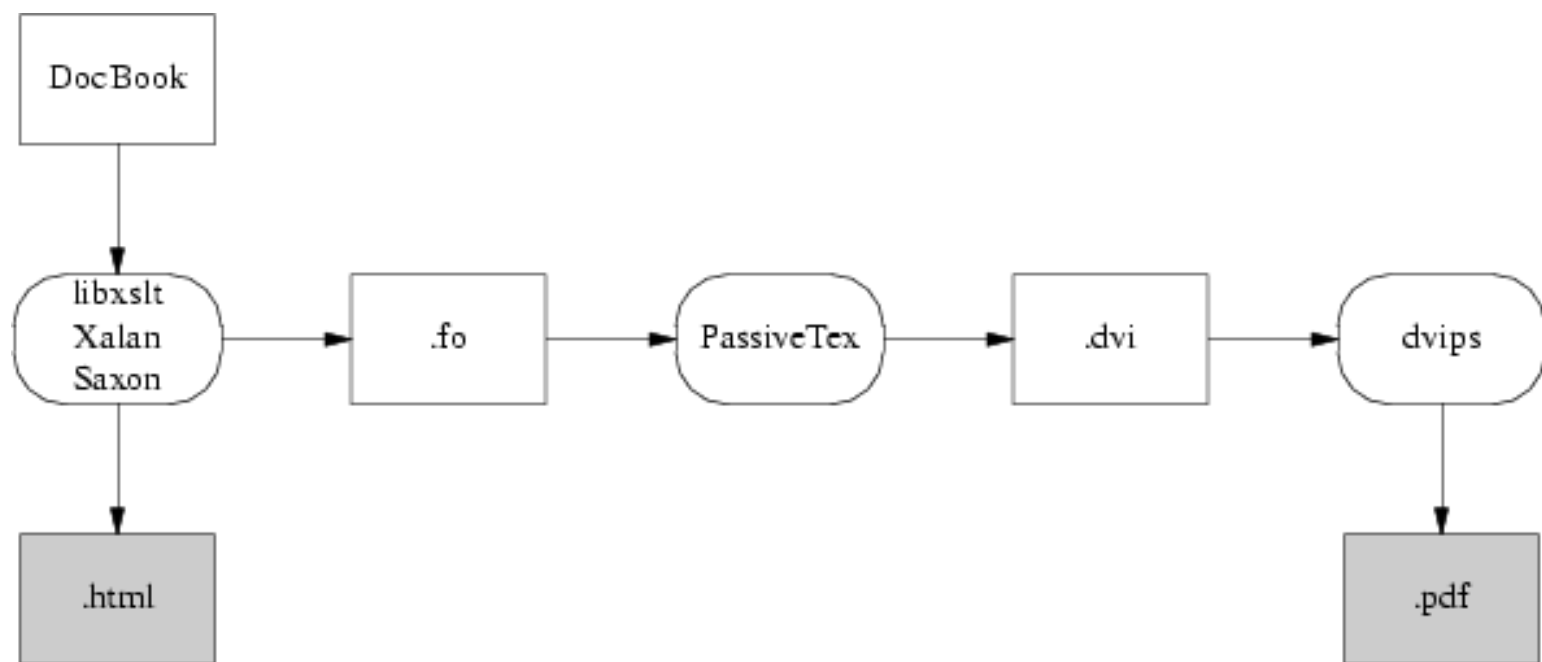 DocBook
libxslt
Xalan
Saxon
.fo
PassiveTex
.dvi
dvips
.html
.pdf